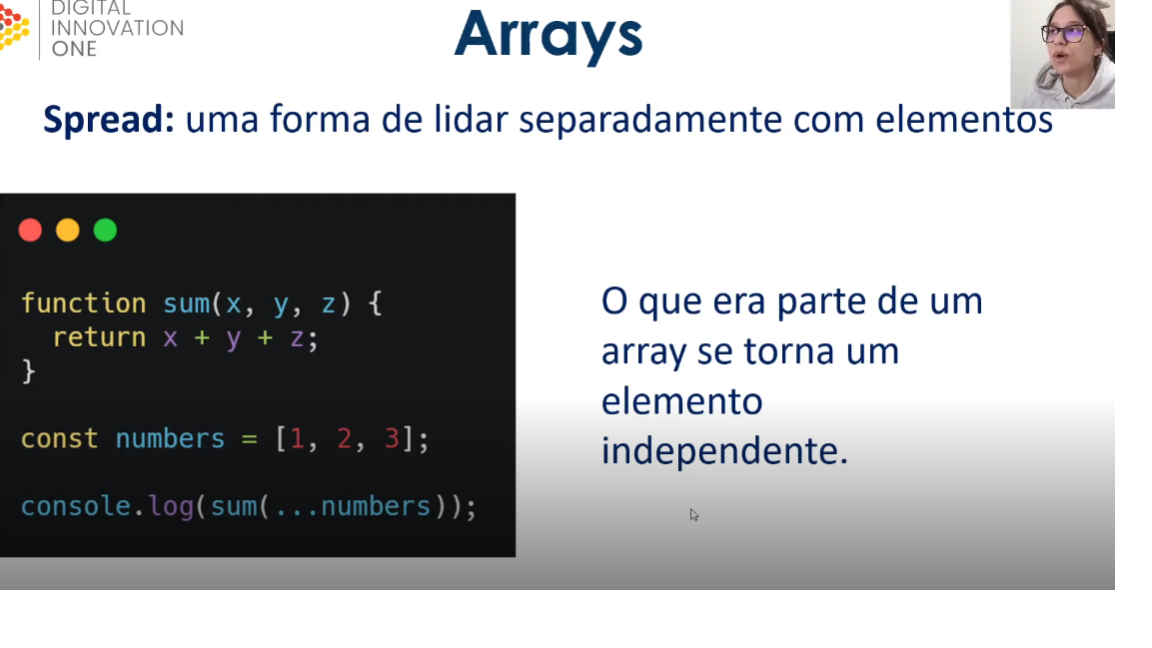 DIGITAL
INNOVATION
ONE
Arrays
Spread: uma forma de lidar separadamente com elementos
function sum(x, y, z) {
  return x + y + z;
}
const numbers = [1, 2, 3];
console.log(sum(...numbers));
O que era parte de um
array se torna um
elemento
independente.